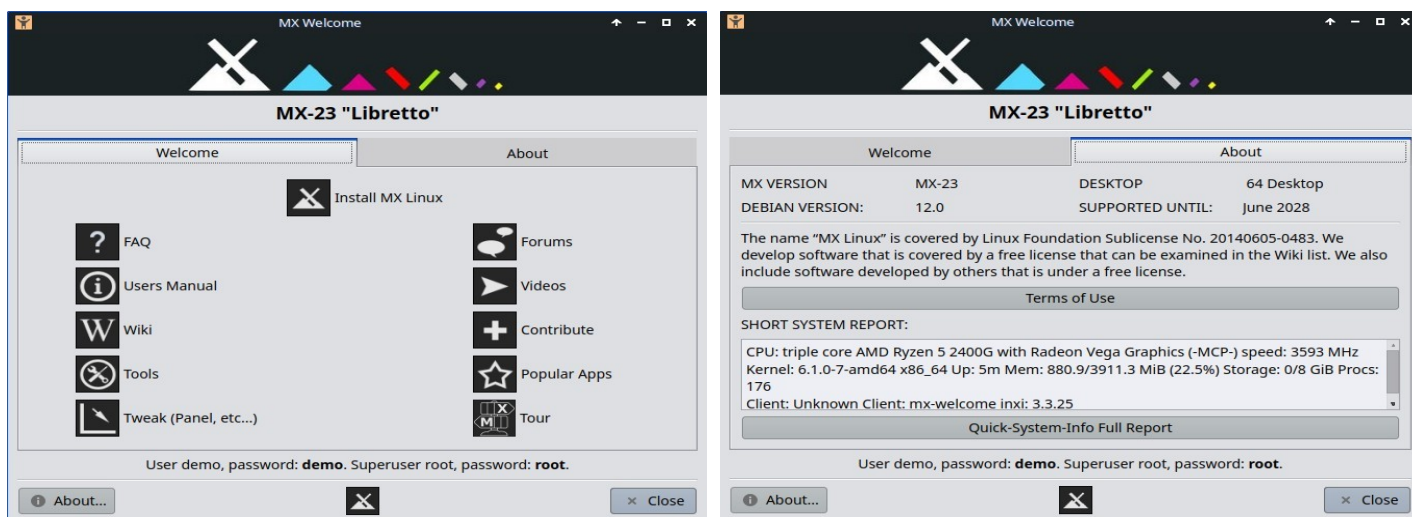 MX Welcome
MX-23 "Libretto"
Welcome About
Install MX Linux
? FAQ
Forums
i Users Manual
Videos
W Wiki
Contribute
Tools
Popular Apps
Tweak (Panel, etc...)
X M Tour
User demo, password: demo. Superuser root, password: root.
i About...
× Close
MX Welcome
MX-23 "Libretto"
Welcome About
MX VERSION MX-23 DESKTOP 64 Desktop
DEBIAN VERSION: 12.0 SUPPORTED UNTIL: June 2028
The name “MX Linux” is covered by Linux Foundation Sublicense No. 20140605-0483. We
develop software that is covered by a free license that can be examined in the Wiki list. We also
include software developed by others that is under a free license.
Terms of Use
SHORT SYSTEM REPORT:
CPU: triple core AMD Ryzen 5 2400G with Radeon Vega Graphics (-MCP-) speed: 3593 MHz
Kernel: 6.1.0-7-amd64 x86_64 Up: 5m Mem: 880.9/3911.3 MiB (22.5%) Storage: 0/8 GiB Procs:
176
Client: Unknown Client: mx-welcome inxi: 3.3.25
Quick-System-Info Full Report
User demo, password: demo. Superuser root, password: root.
i About...
× Close